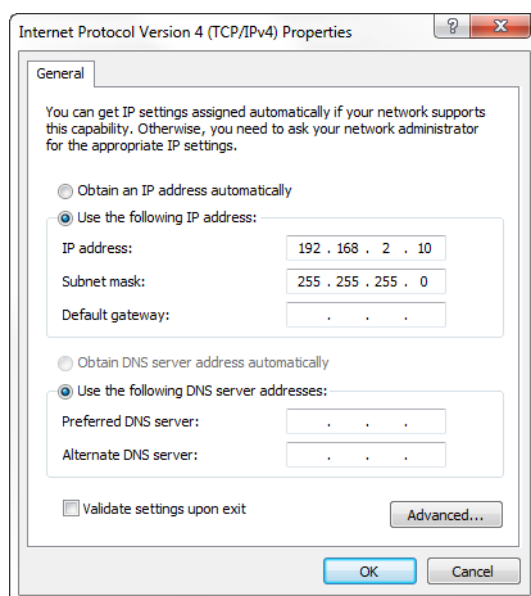 Internet Protocol Version 4 (TCP/IPv4) Properties
?
General
You can get IP settings assigned automatically if your network supports
this capability. Otherwise, you need to ask your network administrator
for the appropriate IP settings.
Obtain an IP address automatically
Use the following IP address:
IP address: 192 . 168 . 2 . 10
Subnet mask: 255 . 255 . 255 . 0
Default gateway: . . .
Obtain DNS server address automatically
Use the following DNS server addresses:
Preferred DNS server: . . .
Alternate DNS server: . . .
Validate settings upon exit
Advanced...
OK Cancel